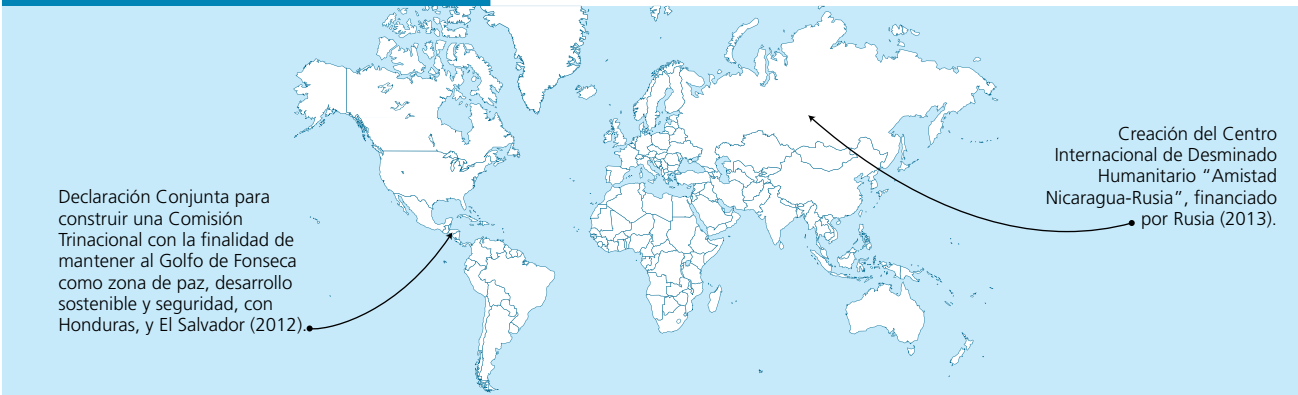 Declaración Conjunta para
construir una Comisión
Trinacional con la finalidad de
mantener al Golfo de Fonseca
como zona de paz, desarrollo
sostenible y seguridad, con
Honduras, y El Salvador (2012).
Creación del Centro
Internacional de Desminado
Humanitario “Amistad
Nicaragua-Rusia”, financiado
por Rusia (2013).